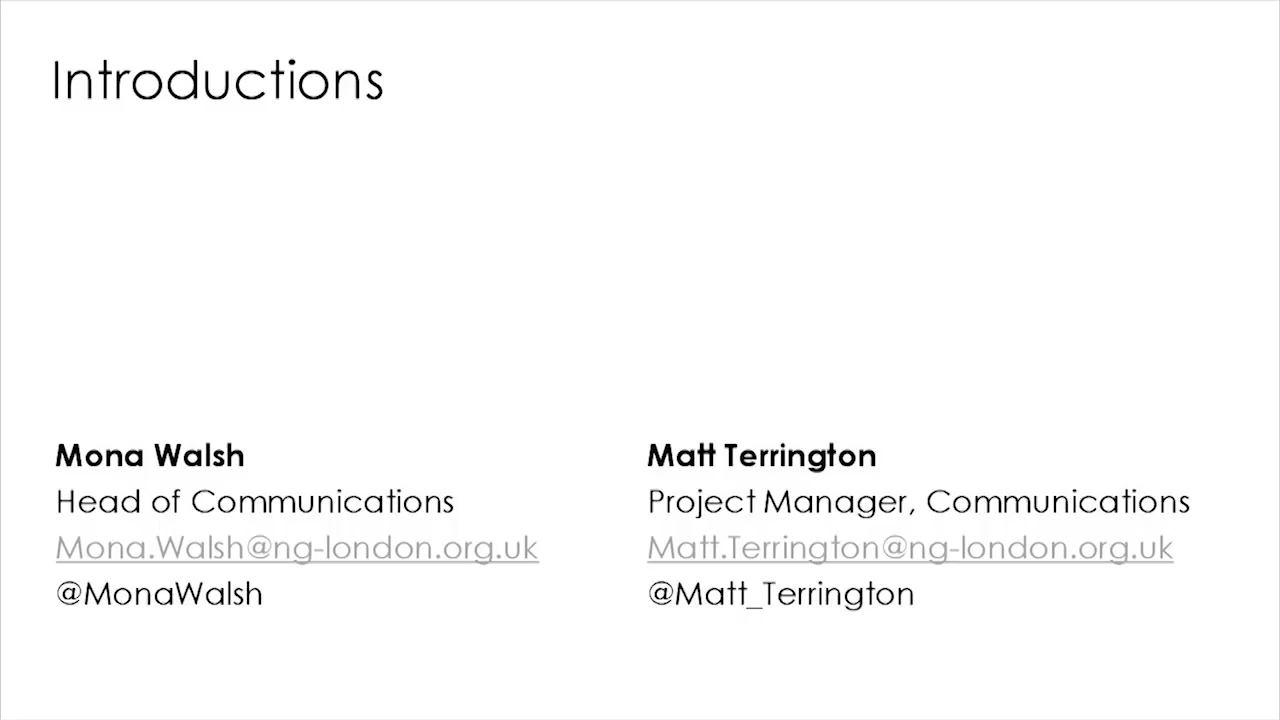 Introductions
Mona Walsh
Head of Communications
Mona.Walsh@ng-london.org.uk
@MonaWalsh
Matt Terrington
Project Manager, Communications
Matt.Terrington@ng-london.org.uk
@Matt_Terrington